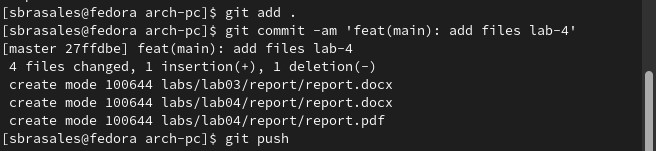 [sbrasales@fedora arch-pc]$ git add .
[sbrasales@fedora arch-pc]$ git commit -am 'feat(main): add files lab-4'
[master 27ffdbe] feat(main): add files lab-4
 4 files changed, 1 insertion(+), 1 deletion(-)
 create mode 100644 labs/lab03/report/report.docx
 create mode 100644 labs/lab04/report/report.docx
 create mode 100644 labs/lab04/report/report.pdf
[sbrasales@fedora arch-pc]$ git push